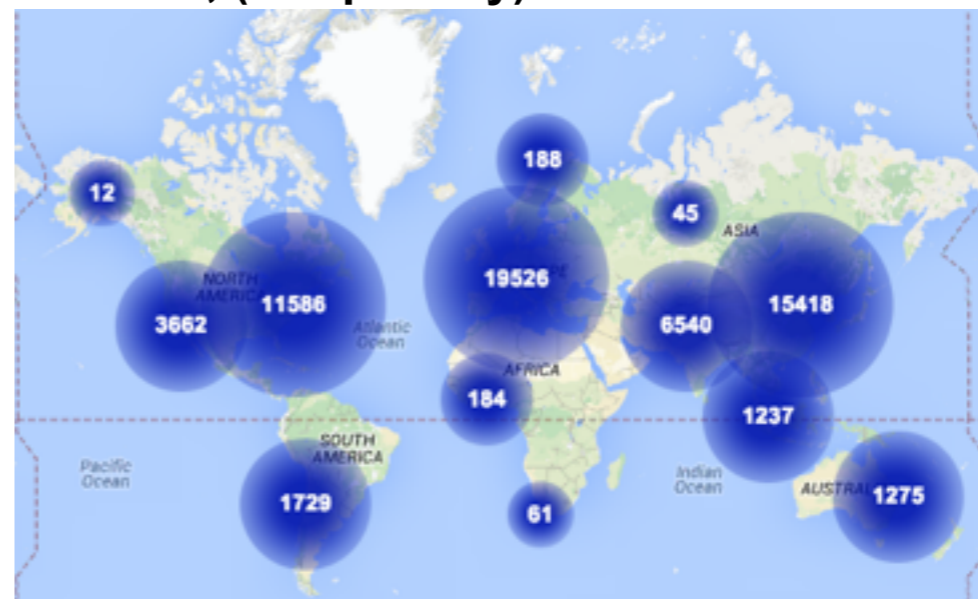 188
12
45
ASIA
NORTH
AMERICA
19526
11586
15418
3662
6540
Atlantic
Ocean
AFRICA
184
1237
SOUTH
AMERICA
Pacific
Ocean
Indian
Ocean
1729
61
AUSTRAL
1275